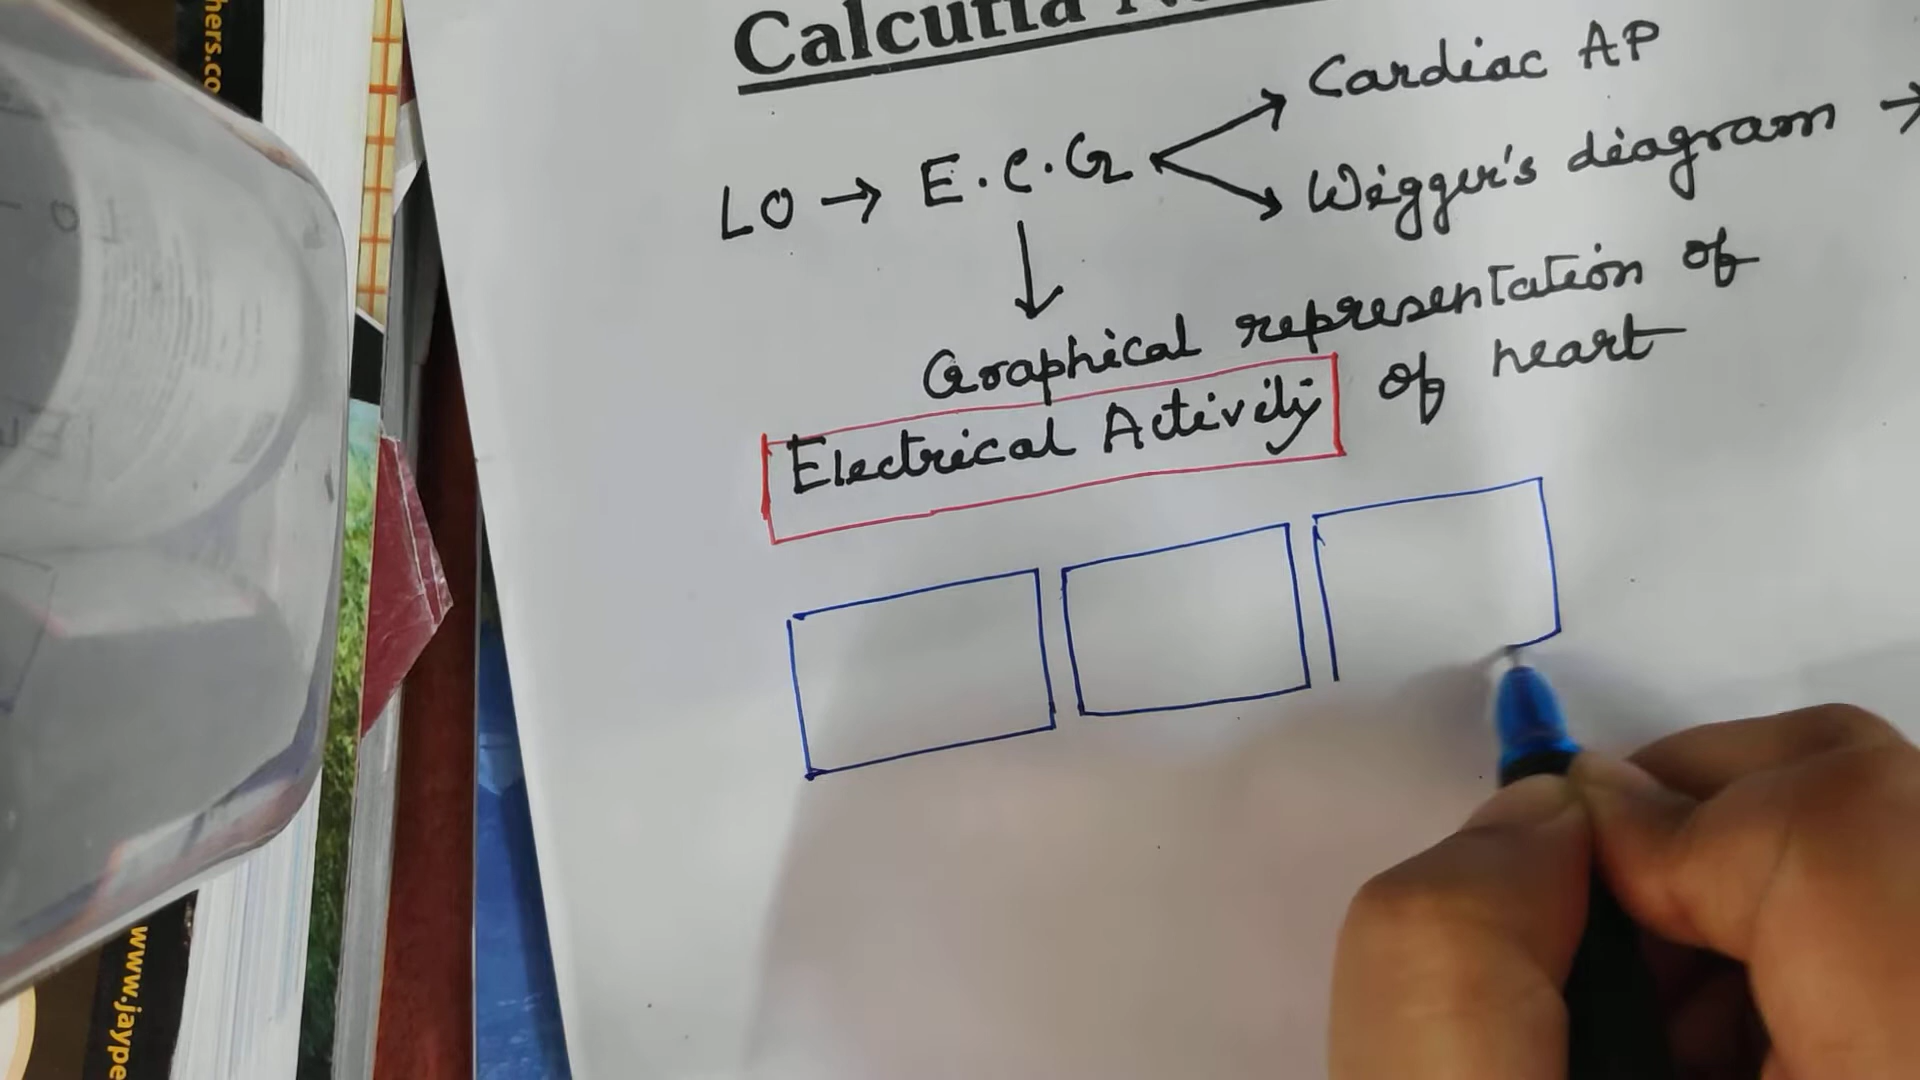 Calcutta
Cardiac AP
LO → E.C.G
Wigger's diagram →
Graphical representation of
Electrical Activity of heart
hers.co
www.jaype